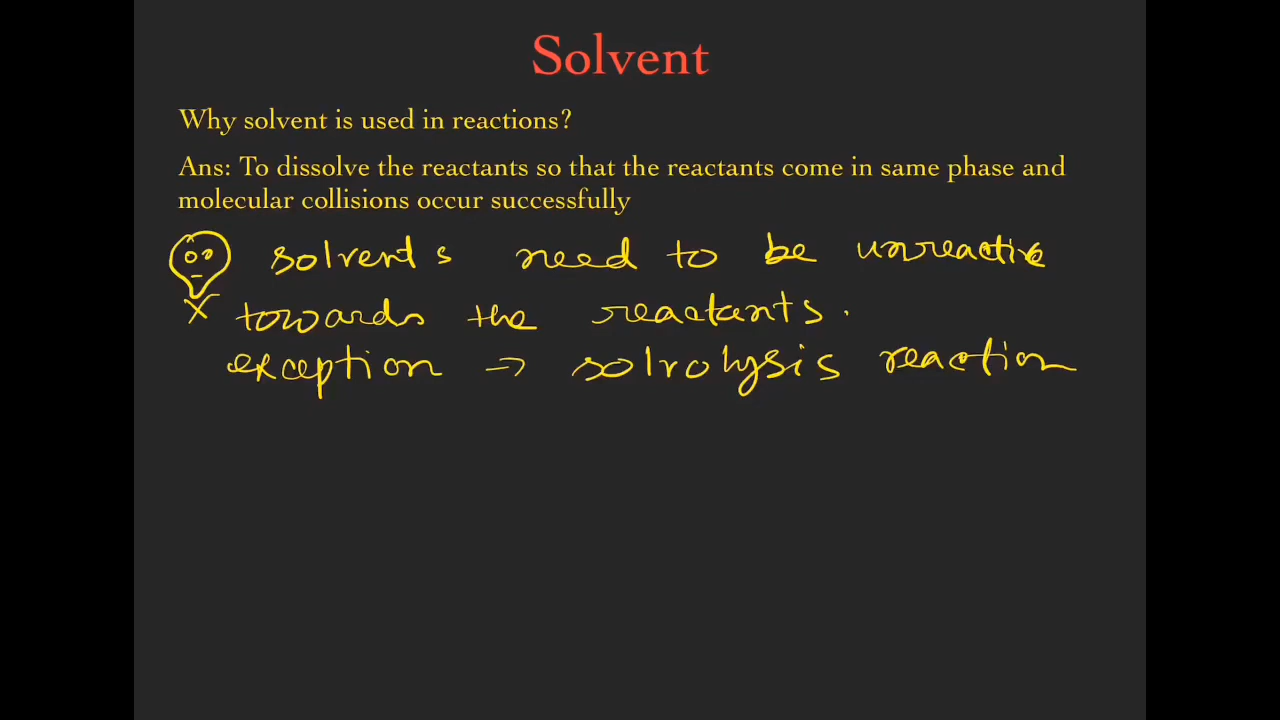 Solvent
Why solvent is used in reactions?
Ans: To dissolve the reactants so that the reactants come in same phase and
molecular collisions occur successfully
solvents need to be unreactive
towards the reactants.
exception → solvolysis reaction